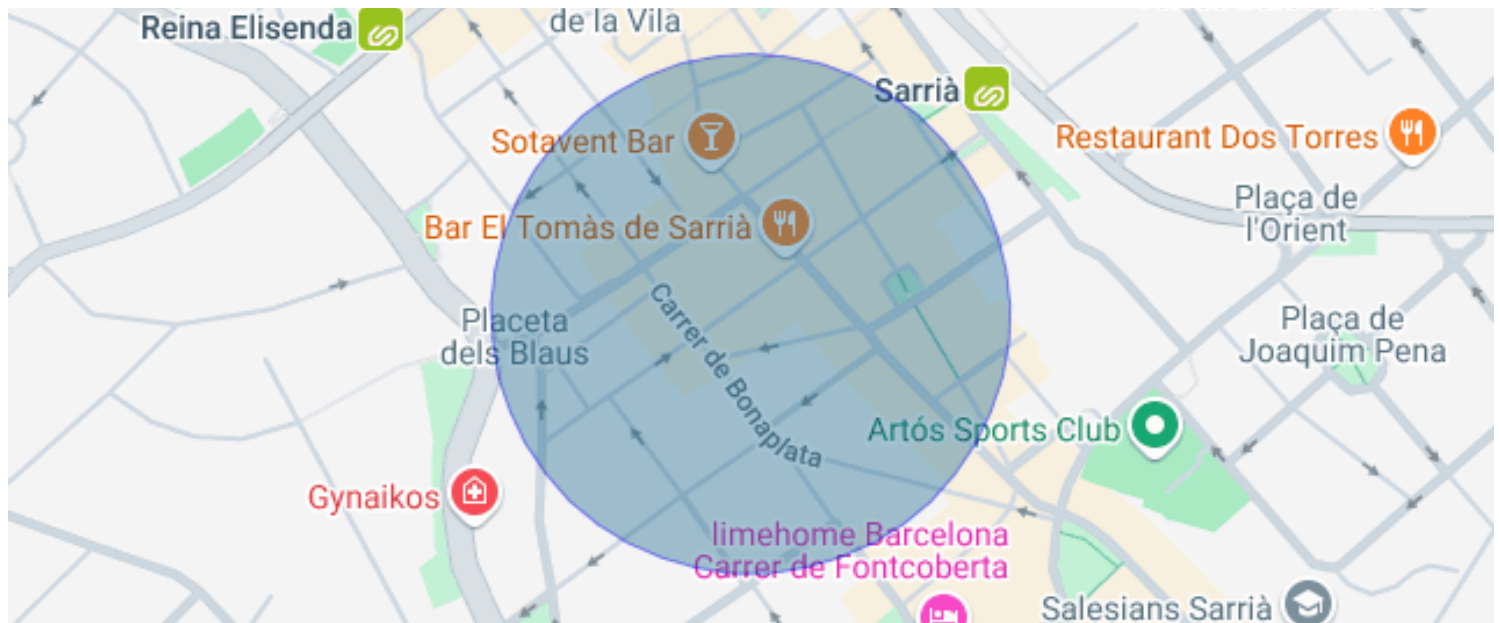 Reina Elisenda
de la Vila
Sarrià
Sotavent Bar
Restaurant Dos Torres
Plaça de
l'Orient
Bar El Tomàs de Sarrià
Carrer de Bonaplata
Placeta
dels Blaus
Plaça de
Joaquim Pena
Artós Sports Club
Gynaikos
limehome Barcelona
Carrer de Fontcoberta
Salesians Sarrià